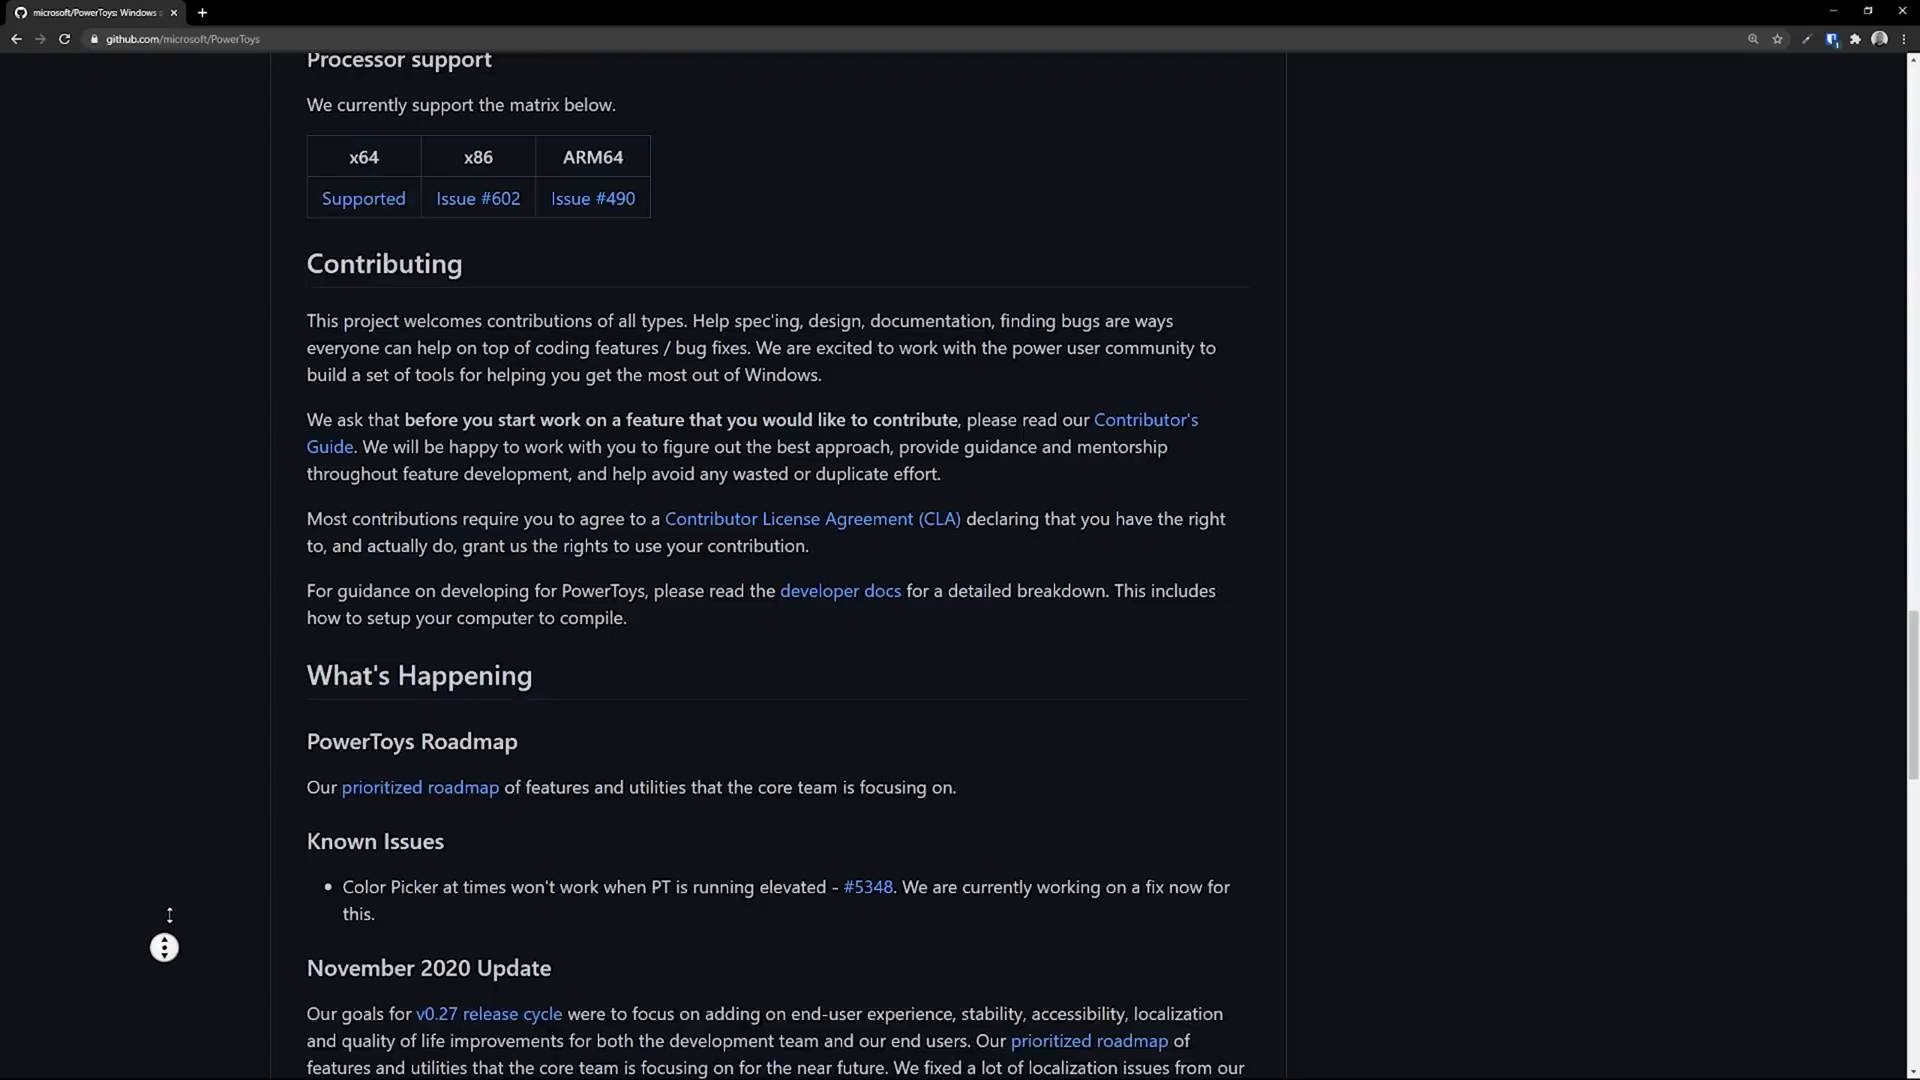 microsoft/PowerToys: Windows s
github.com/microsoft/PowerToys
Processor support
We currently support the matrix below.
x64 x86 ARM64
Supported Issue #602 Issue #490
Contributing
This project welcomes contributions of all types. Help spec'ing, design, documentation, finding bugs are ways
everyone can help on top of coding features / bug fixes. We are excited to work with the power user community to
build a set of tools for helping you get the most out of Windows.
We ask that before you start work on a feature that you would like to contribute, please read our Contributor's
Guide. We will be happy to work with you to figure out the best approach, provide guidance and mentorship
throughout feature development, and help avoid any wasted or duplicate effort.
Most contributions require you to agree to a Contributor License Agreement (CLA) declaring that you have the right
to, and actually do, grant us the rights to use your contribution.
For guidance on developing for PowerToys, please read the developer docs for a detailed breakdown. This includes
how to setup your computer to compile.
What's Happening
PowerToys Roadmap
Our prioritized roadmap of features and utilities that the core team is focusing on.
Known Issues
• Color Picker at times won't work when PT is running elevated - #5348. We are currently working on a fix now for
this.
November 2020 Update
Our goals for v0.27 release cycle were to focus on adding on end-user experience, stability, accessibility, localization
and quality of life improvements for both the development team and our end users. Our prioritized roadmap of
features and utilities that the core team is focusing on for the near future. We fixed a lot of localization issues from our